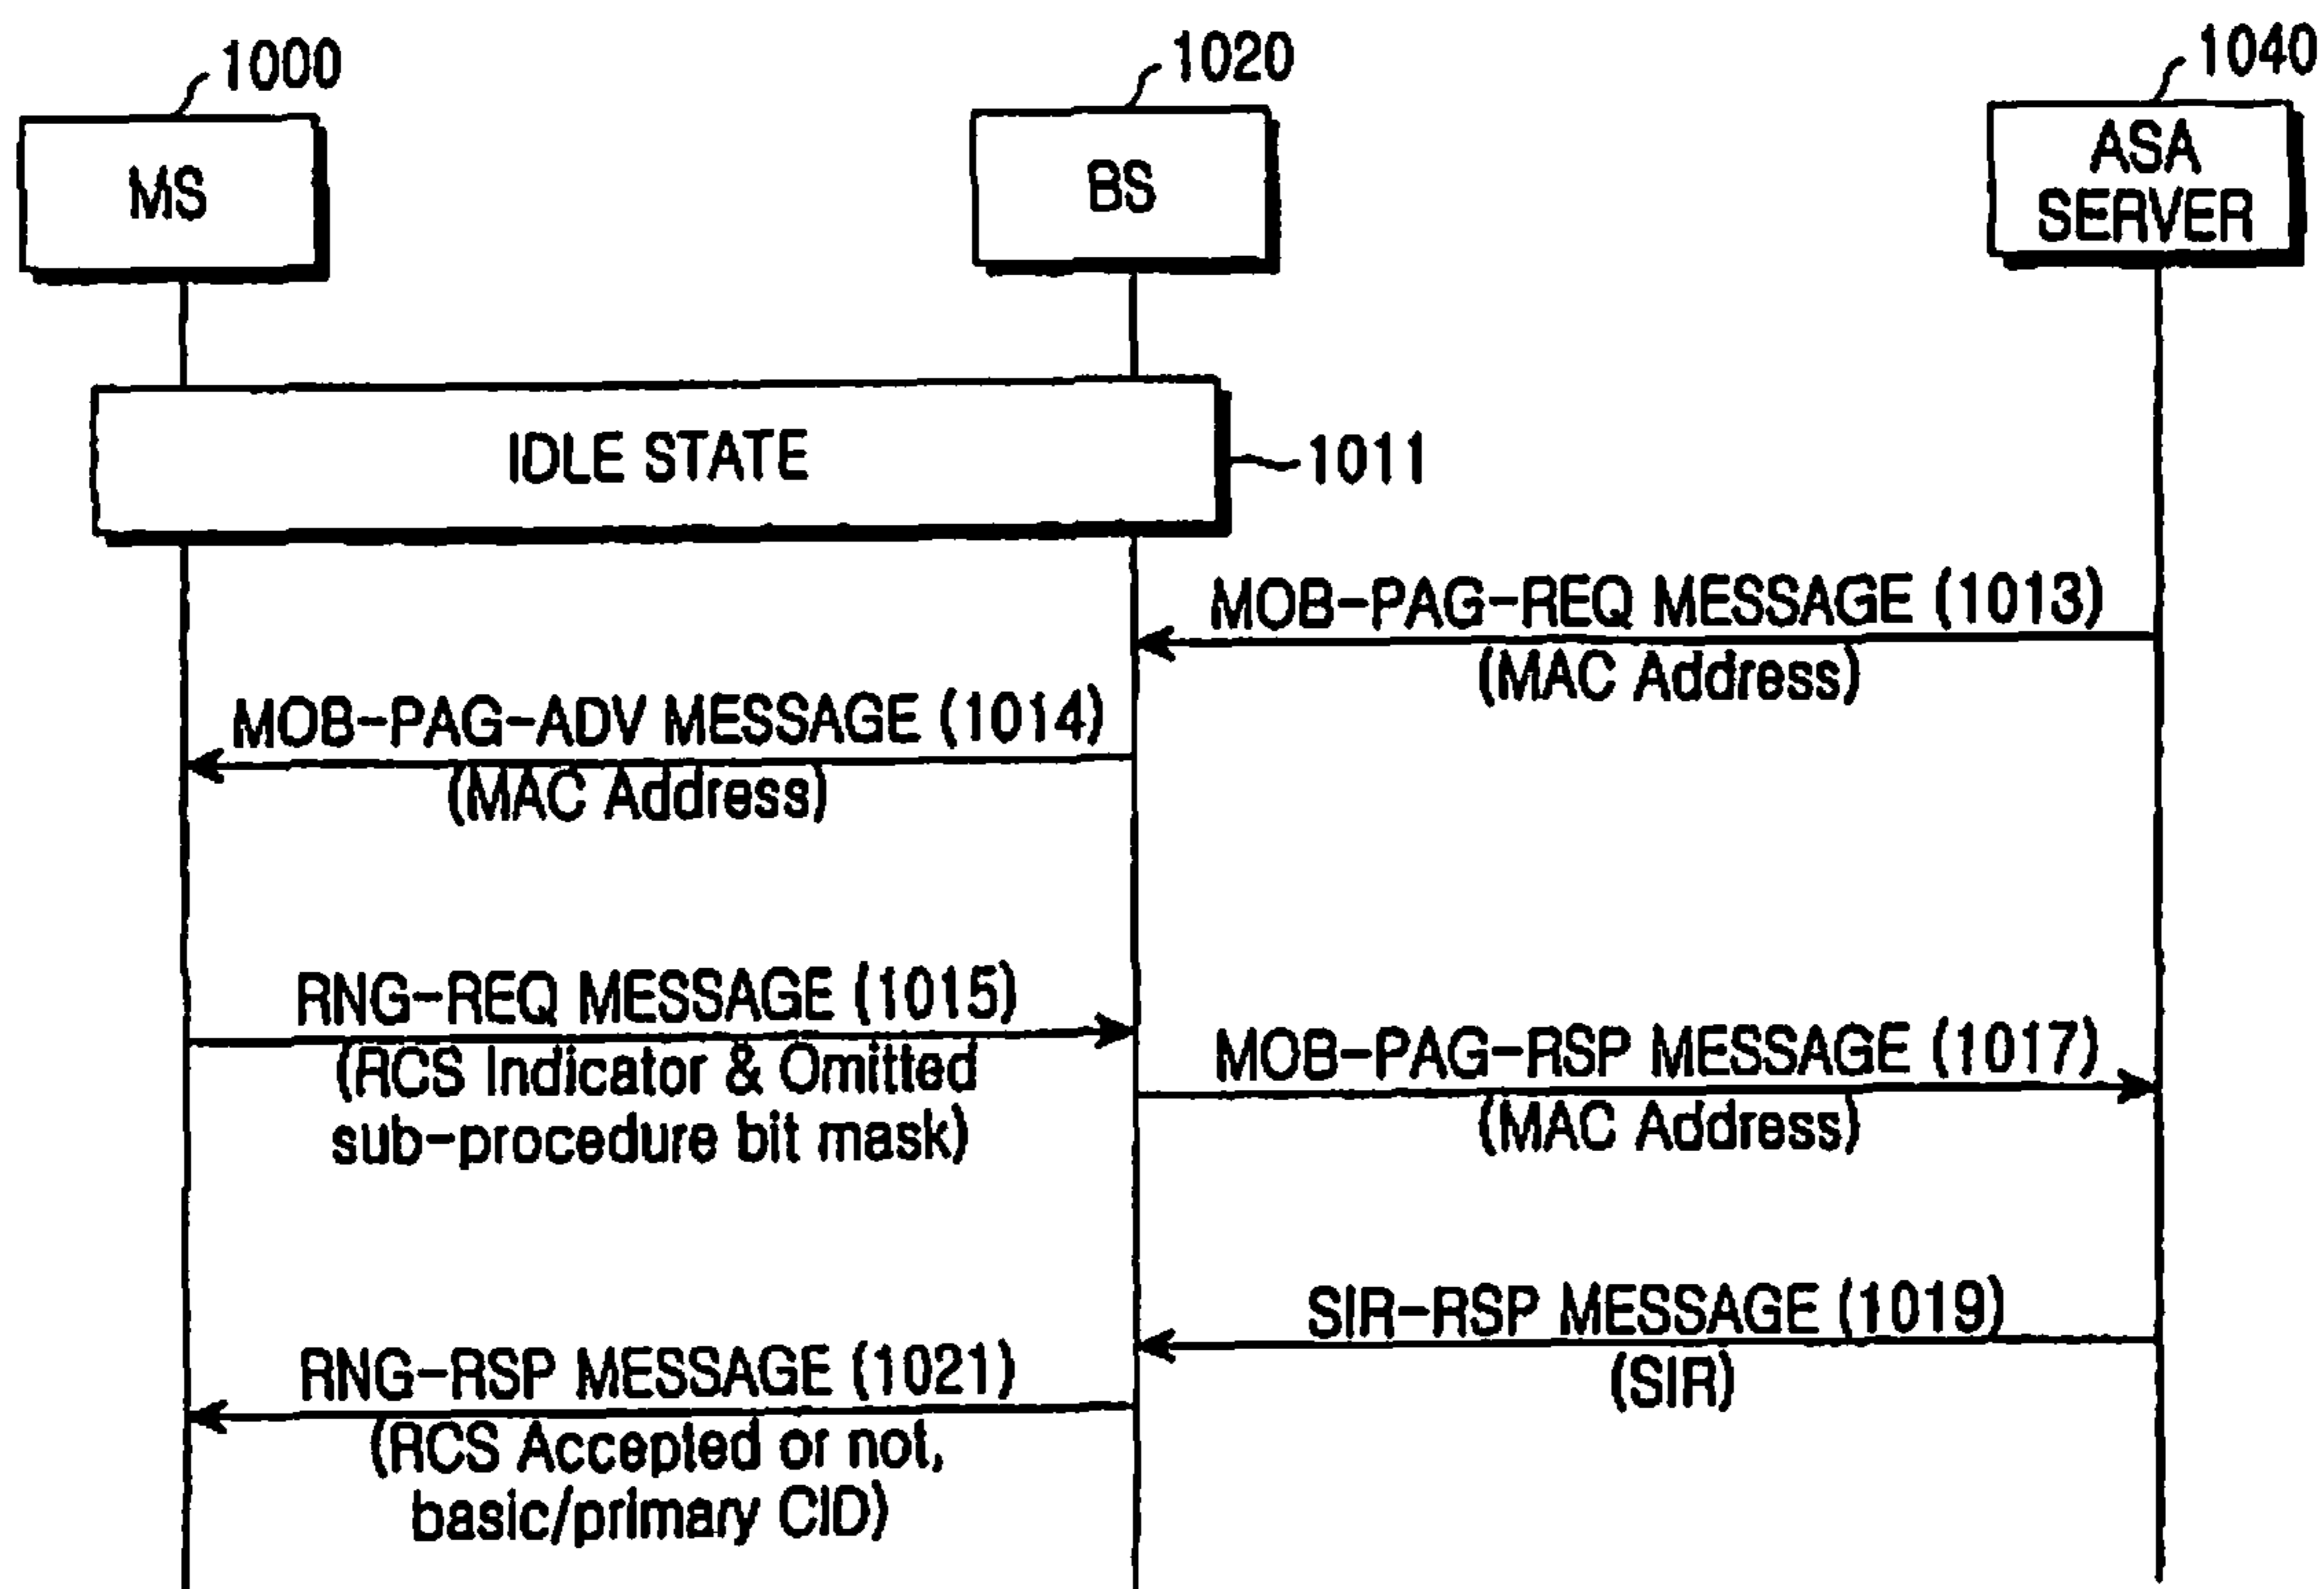 1000
1020
1040
MS
BS
ASA
SERVER
IDLE STATE
1011
MOB-PAG-REQ MESSAGE (1013)
(MAC Address)
MOB-PAG-ADV MESSAGE (1014)
(MAC Address)
RNG-REQ MESSAGE (1015)
(RCS Indicator & Omitted
sub-procedure bit mask)
MOB-PAG-RSP MESSAGE (1017)
(MAC Address)
SIR-RSP MESSAGE (1019)
(SIR)
RNG-RSP MESSAGE (1021)
(RCS Accepted or not,
basic/primary CID)